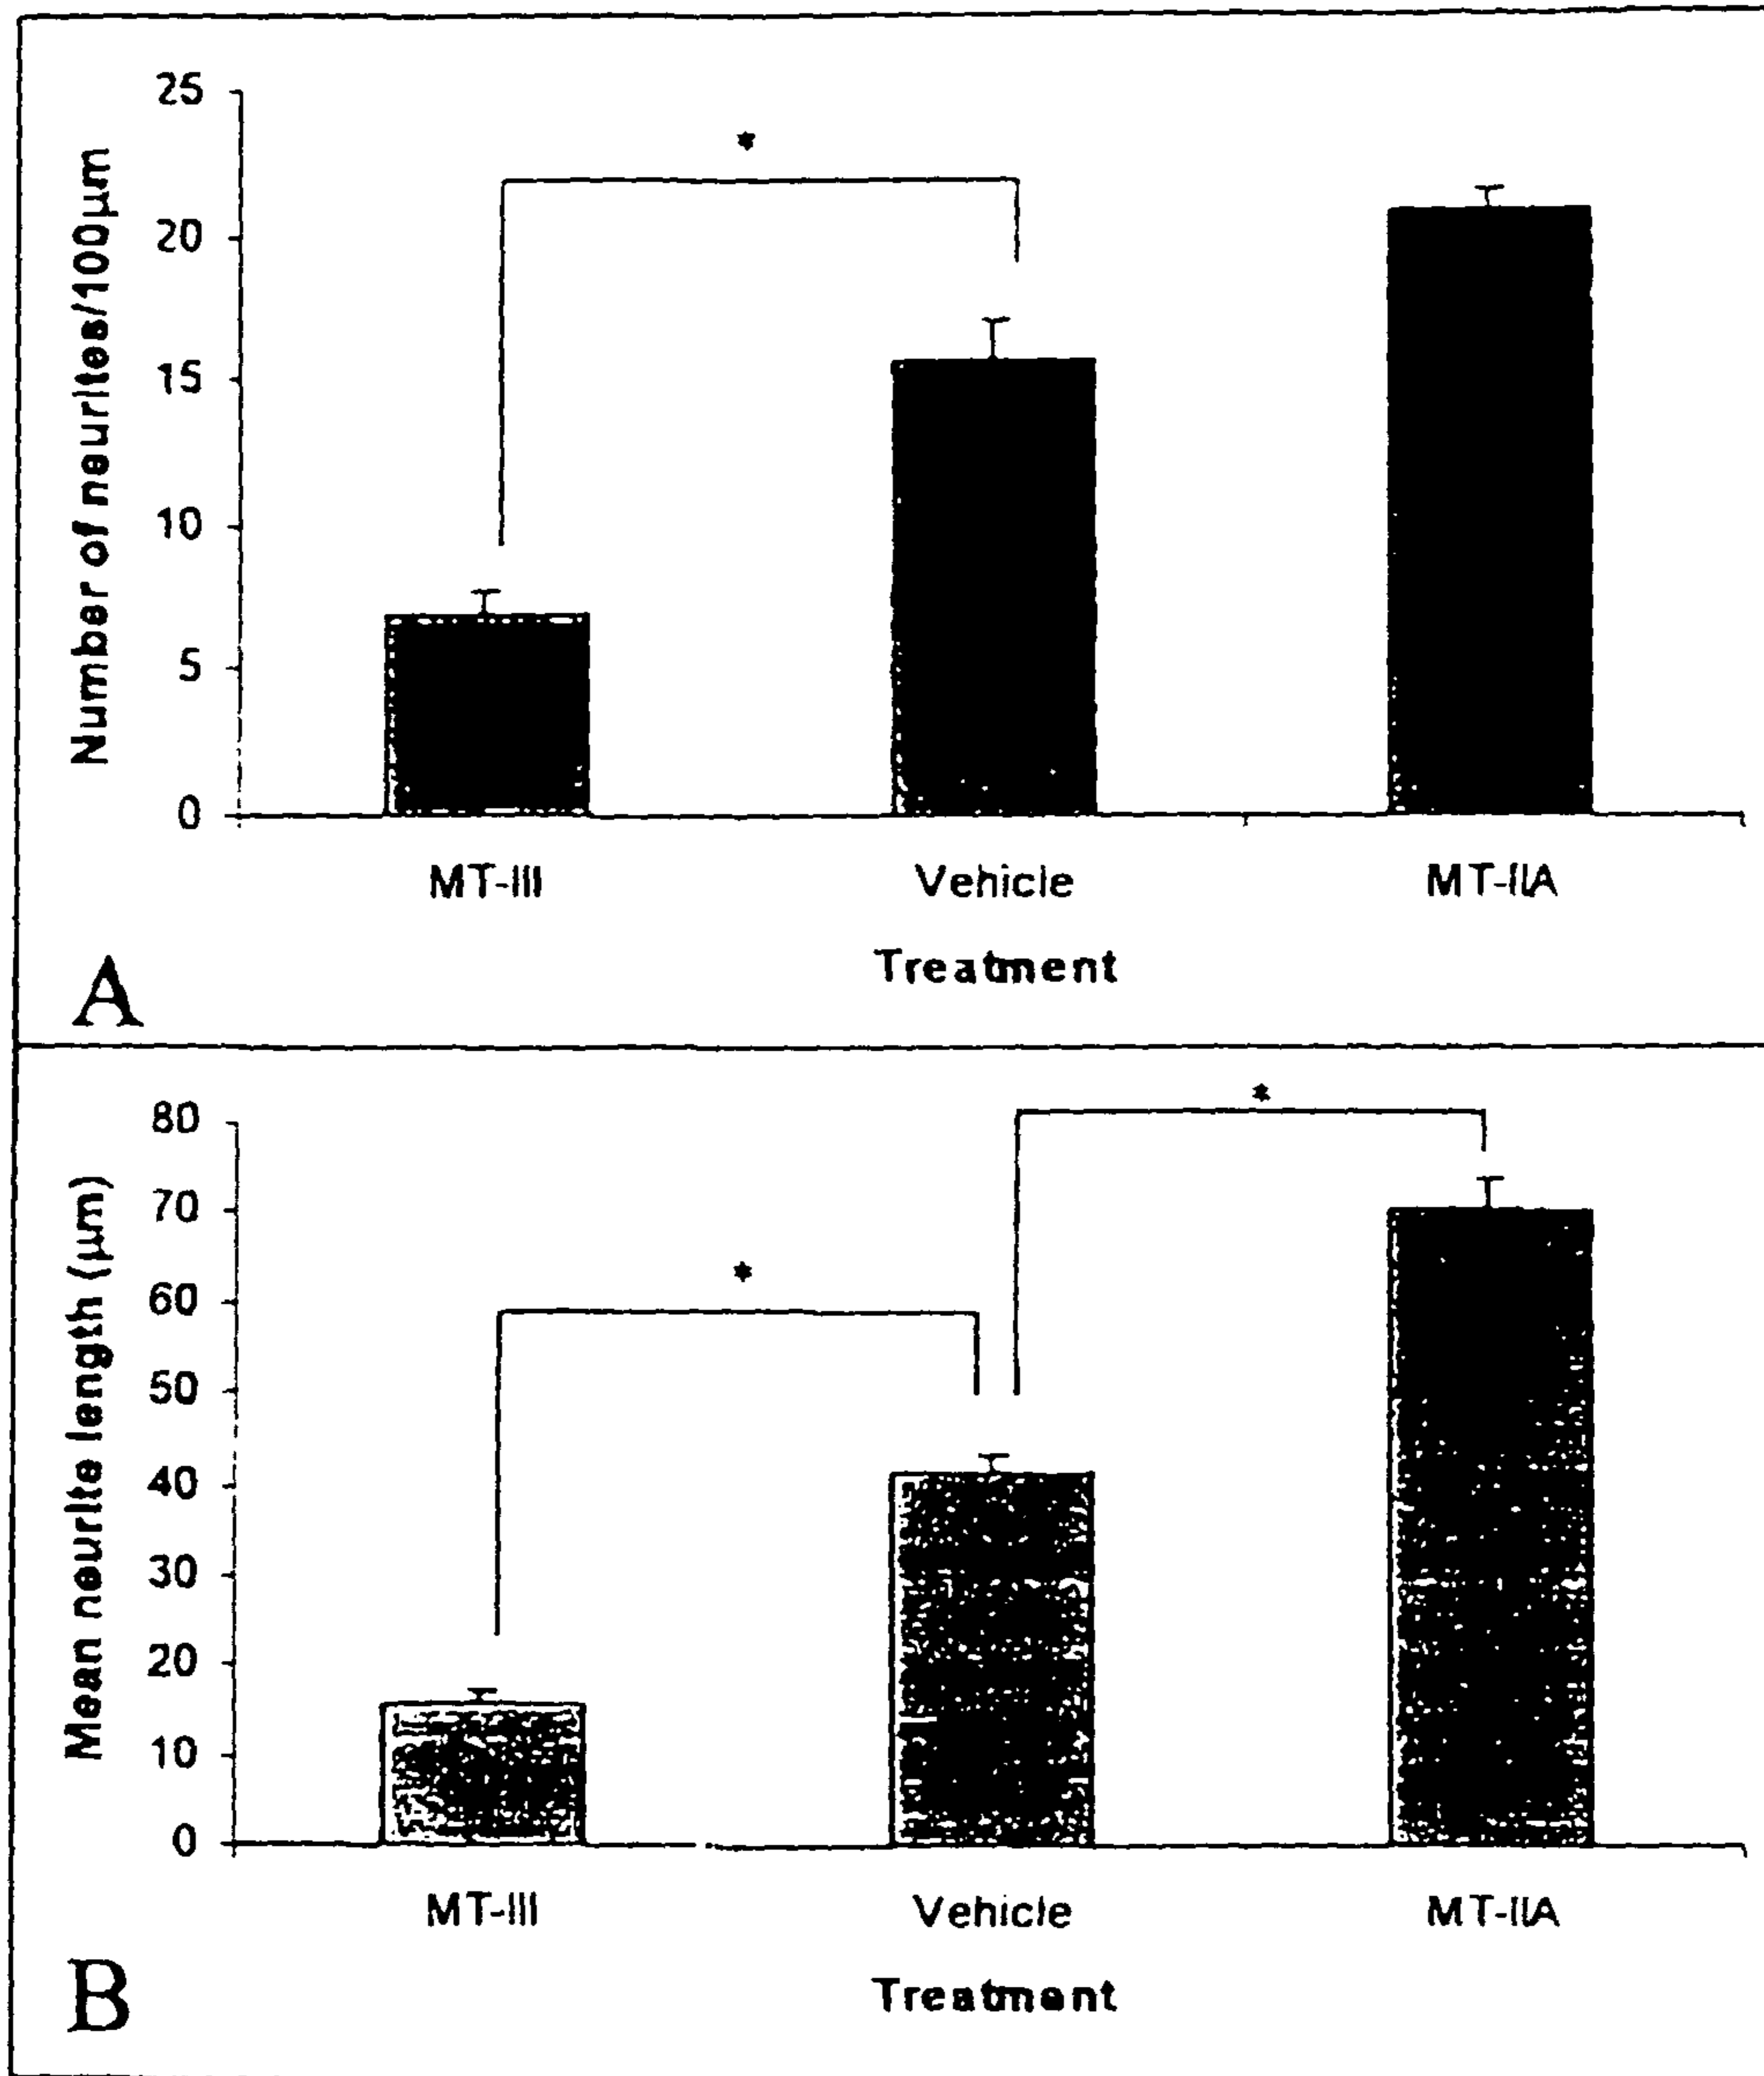 Number of neurites/100µm
25
20
15
10
5
0
*
MT-III
Vehicle
MT-IIA
Treatment
A
Mean neurite length (µm)
80
70
60
50
40
30
20
10
0
*
*
MT-III
Vehicle
MT-IIA
Treatment
B